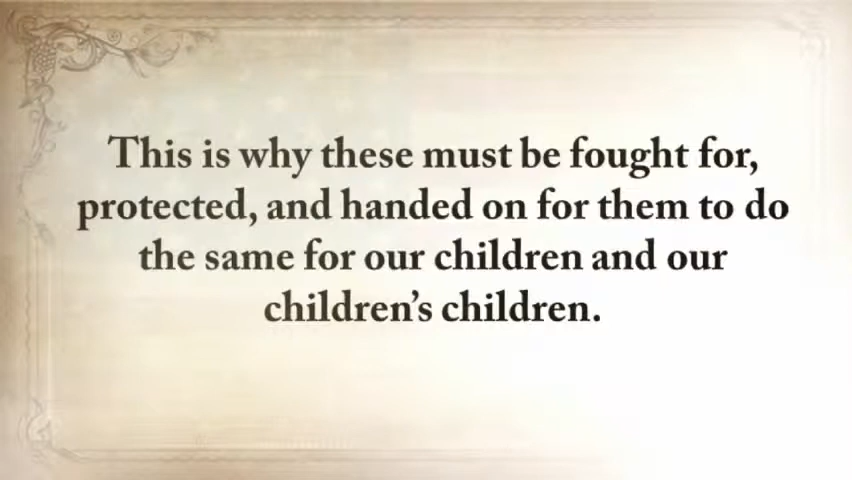 This is why these must be fought for,
protected, and handed on for them to do
the same for our children and our
children’s children.